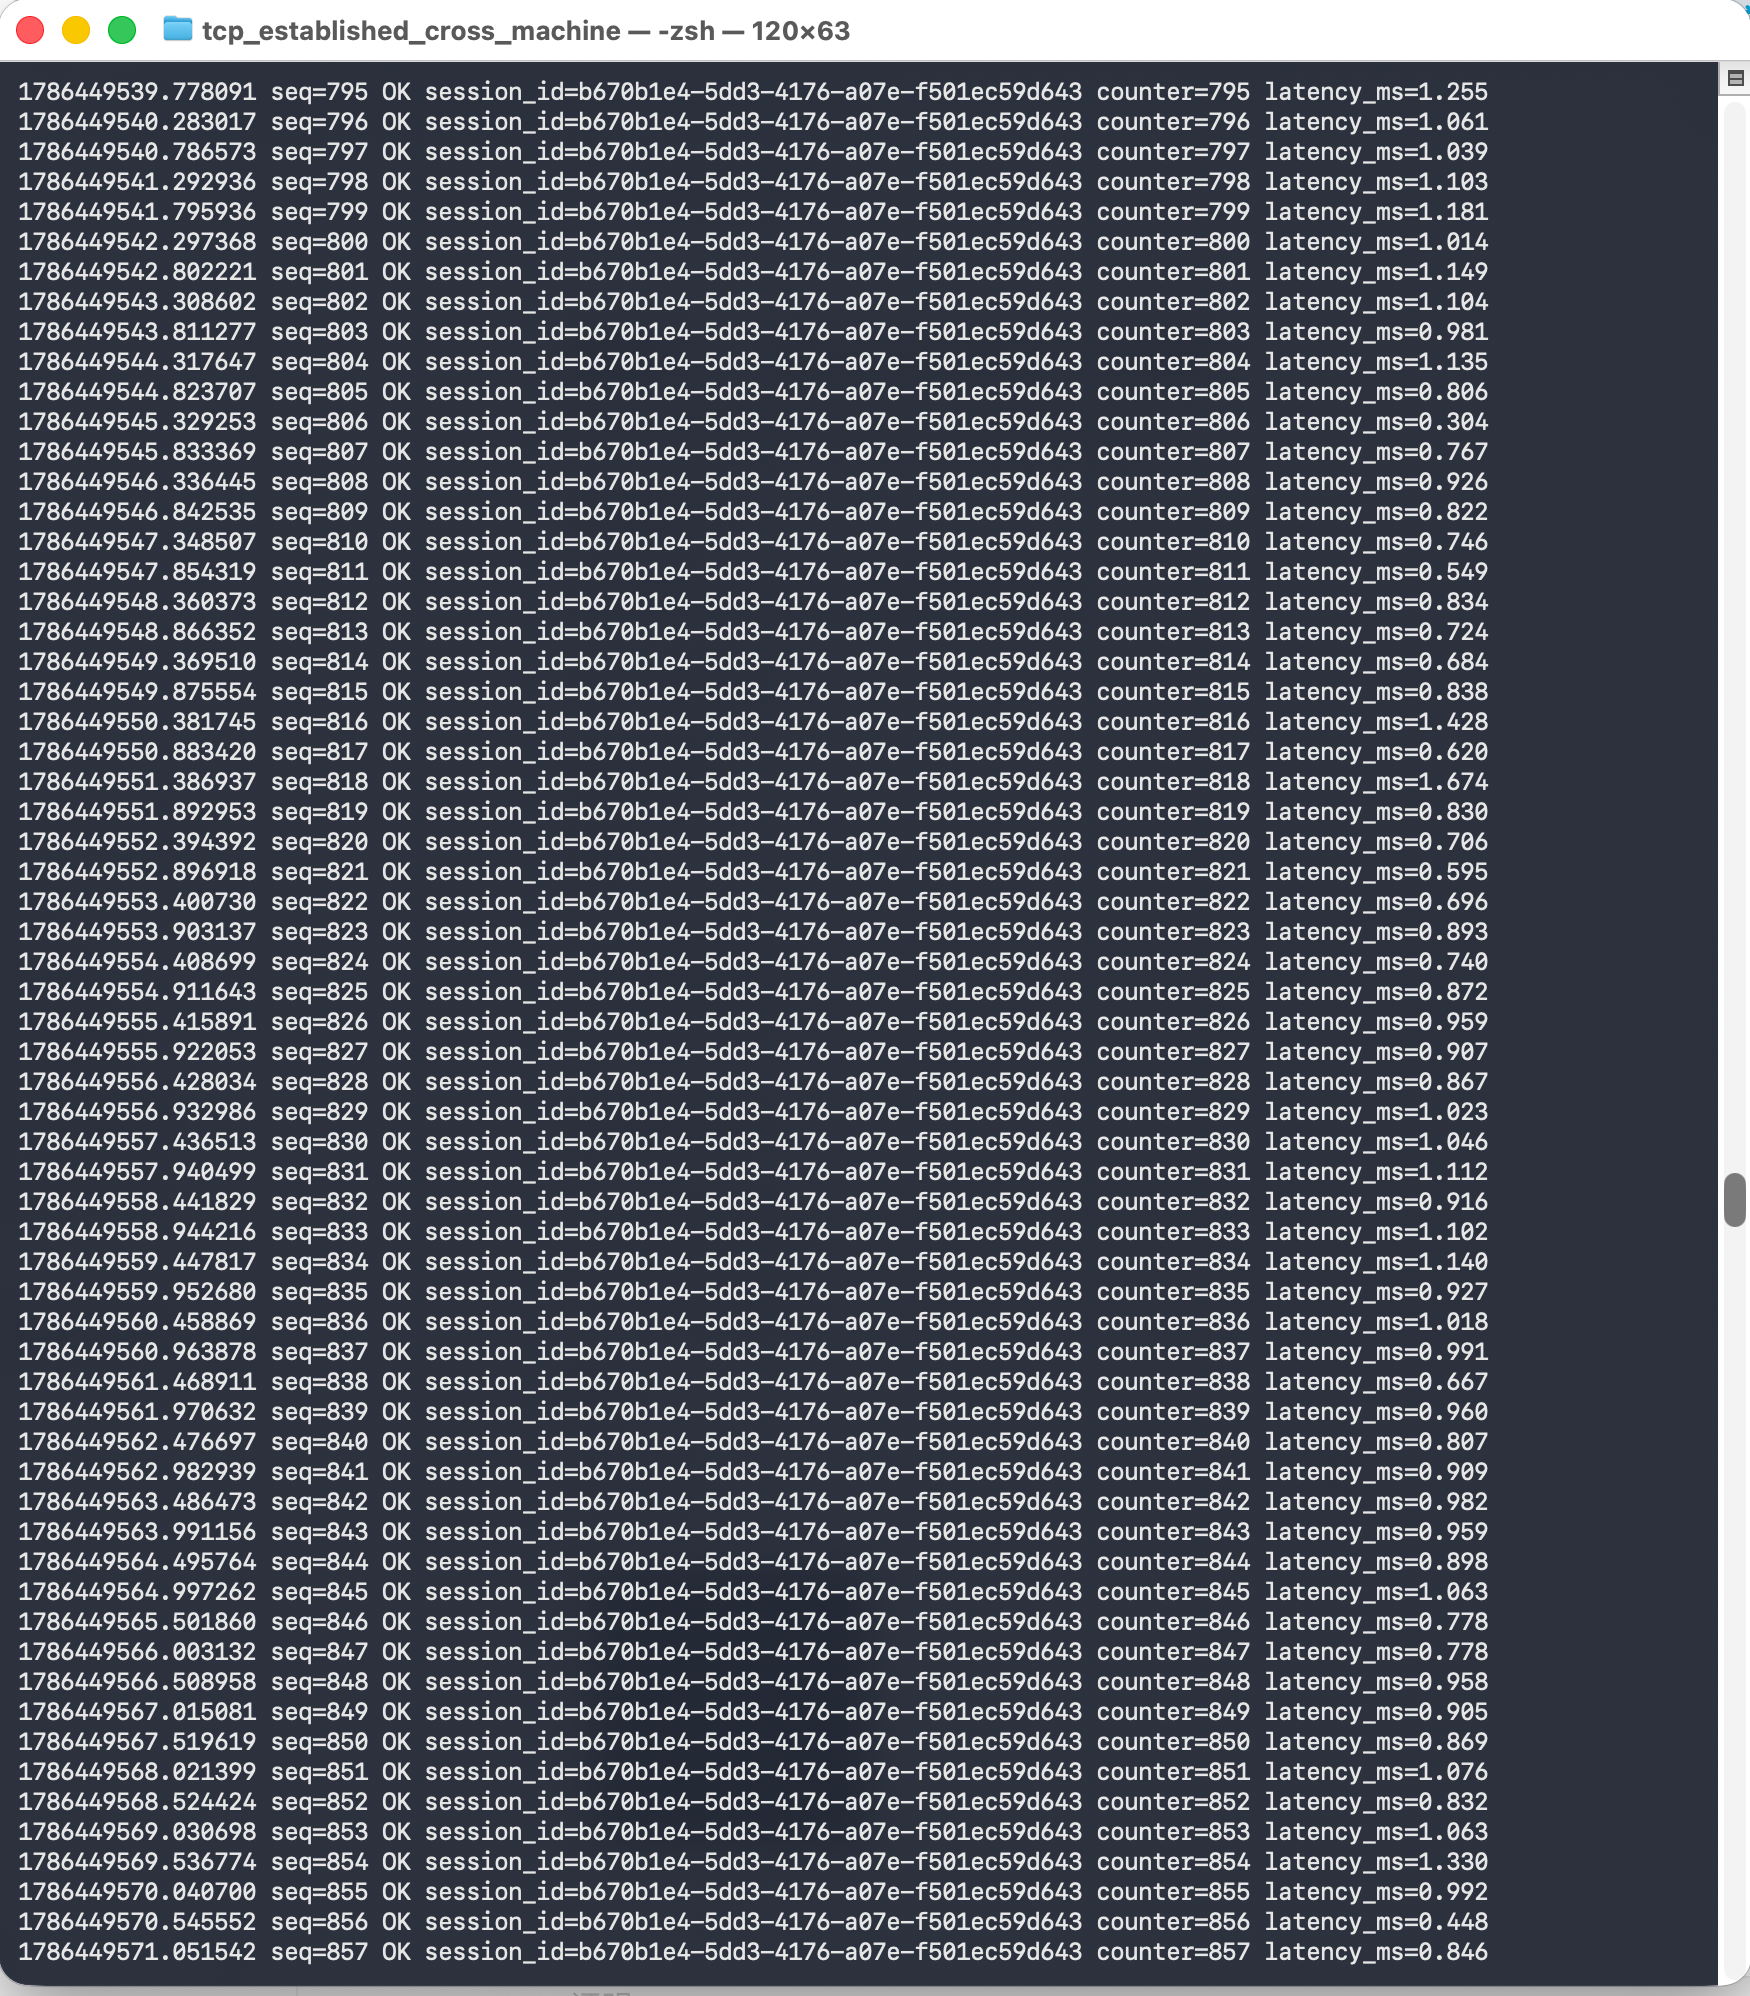 tcp_established_cross_machine — -zsh — 120×63
1786449539.778091 seq=795 OK session_id=b670b1e4-5dd3-4176-a07e-f501ec59d643 counter=795 latency_ms=1.255
1786449540.283017 seq=796 OK session_id=b670b1e4-5dd3-4176-a07e-f501ec59d643 counter=796 latency_ms=1.061
1786449540.786573 seq=797 OK session_id=b670b1e4-5dd3-4176-a07e-f501ec59d643 counter=797 latency_ms=1.039
1786449541.292936 seq=798 OK session_id=b670b1e4-5dd3-4176-a07e-f501ec59d643 counter=798 latency_ms=1.103
1786449541.795936 seq=799 OK session_id=b670b1e4-5dd3-4176-a07e-f501ec59d643 counter=799 latency_ms=1.181
1786449542.297368 seq=800 OK session_id=b670b1e4-5dd3-4176-a07e-f501ec59d643 counter=800 latency_ms=1.014
1786449542.802221 seq=801 OK session_id=b670b1e4-5dd3-4176-a07e-f501ec59d643 counter=801 latency_ms=1.149
1786449543.308602 seq=802 OK session_id=b670b1e4-5dd3-4176-a07e-f501ec59d643 counter=802 latency_ms=1.104
1786449543.811277 seq=803 OK session_id=b670b1e4-5dd3-4176-a07e-f501ec59d643 counter=803 latency_ms=0.981
1786449544.317647 seq=804 OK session_id=b670b1e4-5dd3-4176-a07e-f501ec59d643 counter=804 latency_ms=1.135
1786449544.823707 seq=805 OK session_id=b670b1e4-5dd3-4176-a07e-f501ec59d643 counter=805 latency_ms=0.806
1786449545.329253 seq=806 OK session_id=b670b1e4-5dd3-4176-a07e-f501ec59d643 counter=806 latency_ms=0.304
1786449545.833369 seq=807 OK session_id=b670b1e4-5dd3-4176-a07e-f501ec59d643 counter=807 latency_ms=0.767
1786449546.336445 seq=808 OK session_id=b670b1e4-5dd3-4176-a07e-f501ec59d643 counter=808 latency_ms=0.926
1786449546.842535 seq=809 OK session_id=b670b1e4-5dd3-4176-a07e-f501ec59d643 counter=809 latency_ms=0.822
1786449547.348507 seq=810 OK session_id=b670b1e4-5dd3-4176-a07e-f501ec59d643 counter=810 latency_ms=0.746
1786449547.854319 seq=811 OK session_id=b670b1e4-5dd3-4176-a07e-f501ec59d643 counter=811 latency_ms=0.549
1786449548.360373 seq=812 OK session_id=b670b1e4-5dd3-4176-a07e-f501ec59d643 counter=812 latency_ms=0.834
1786449548.866352 seq=813 OK session_id=b670b1e4-5dd3-4176-a07e-f501ec59d643 counter=813 latency_ms=0.724
1786449549.369510 seq=814 OK session_id=b670b1e4-5dd3-4176-a07e-f501ec59d643 counter=814 latency_ms=0.684
1786449549.875554 seq=815 OK session_id=b670b1e4-5dd3-4176-a07e-f501ec59d643 counter=815 latency_ms=0.838
1786449550.381745 seq=816 OK session_id=b670b1e4-5dd3-4176-a07e-f501ec59d643 counter=816 latency_ms=1.428
1786449550.883420 seq=817 OK session_id=b670b1e4-5dd3-4176-a07e-f501ec59d643 counter=817 latency_ms=0.620
1786449551.386937 seq=818 OK session_id=b670b1e4-5dd3-4176-a07e-f501ec59d643 counter=818 latency_ms=1.674
1786449551.892953 seq=819 OK session_id=b670b1e4-5dd3-4176-a07e-f501ec59d643 counter=819 latency_ms=0.830
1786449552.394392 seq=820 OK session_id=b670b1e4-5dd3-4176-a07e-f501ec59d643 counter=820 latency_ms=0.706
1786449552.896918 seq=821 OK session_id=b670b1e4-5dd3-4176-a07e-f501ec59d643 counter=821 latency_ms=0.595
1786449553.400730 seq=822 OK session_id=b670b1e4-5dd3-4176-a07e-f501ec59d643 counter=822 latency_ms=0.696
1786449553.903137 seq=823 OK session_id=b670b1e4-5dd3-4176-a07e-f501ec59d643 counter=823 latency_ms=0.893
1786449554.408699 seq=824 OK session_id=b670b1e4-5dd3-4176-a07e-f501ec59d643 counter=824 latency_ms=0.740
1786449554.911643 seq=825 OK session_id=b670b1e4-5dd3-4176-a07e-f501ec59d643 counter=825 latency_ms=0.872
1786449555.415891 seq=826 OK session_id=b670b1e4-5dd3-4176-a07e-f501ec59d643 counter=826 latency_ms=0.959
1786449555.922053 seq=827 OK session_id=b670b1e4-5dd3-4176-a07e-f501ec59d643 counter=827 latency_ms=0.907
1786449556.428034 seq=828 OK session_id=b670b1e4-5dd3-4176-a07e-f501ec59d643 counter=828 latency_ms=0.867
1786449556.932986 seq=829 OK session_id=b670b1e4-5dd3-4176-a07e-f501ec59d643 counter=829 latency_ms=1.023
1786449557.436513 seq=830 OK session_id=b670b1e4-5dd3-4176-a07e-f501ec59d643 counter=830 latency_ms=1.046
1786449557.940499 seq=831 OK session_id=b670b1e4-5dd3-4176-a07e-f501ec59d643 counter=831 latency_ms=1.112
1786449558.441829 seq=832 OK session_id=b670b1e4-5dd3-4176-a07e-f501ec59d643 counter=832 latency_ms=0.916
1786449558.944216 seq=833 OK session_id=b670b1e4-5dd3-4176-a07e-f501ec59d643 counter=833 latency_ms=1.102
1786449559.447817 seq=834 OK session_id=b670b1e4-5dd3-4176-a07e-f501ec59d643 counter=834 latency_ms=1.140
1786449559.952680 seq=835 OK session_id=b670b1e4-5dd3-4176-a07e-f501ec59d643 counter=835 latency_ms=0.927
1786449560.458869 seq=836 OK session_id=b670b1e4-5dd3-4176-a07e-f501ec59d643 counter=836 latency_ms=1.018
1786449560.963878 seq=837 OK session_id=b670b1e4-5dd3-4176-a07e-f501ec59d643 counter=837 latency_ms=0.991
1786449561.468911 seq=838 OK session_id=b670b1e4-5dd3-4176-a07e-f501ec59d643 counter=838 latency_ms=0.667
1786449561.970632 seq=839 OK session_id=b670b1e4-5dd3-4176-a07e-f501ec59d643 counter=839 latency_ms=0.960
1786449562.476697 seq=840 OK session_id=b670b1e4-5dd3-4176-a07e-f501ec59d643 counter=840 latency_ms=0.807
1786449562.982939 seq=841 OK session_id=b670b1e4-5dd3-4176-a07e-f501ec59d643 counter=841 latency_ms=0.909
1786449563.486473 seq=842 OK session_id=b670b1e4-5dd3-4176-a07e-f501ec59d643 counter=842 latency_ms=0.982
1786449563.991156 seq=843 OK session_id=b670b1e4-5dd3-4176-a07e-f501ec59d643 counter=843 latency_ms=0.959
1786449564.495764 seq=844 OK session_id=b670b1e4-5dd3-4176-a07e-f501ec59d643 counter=844 latency_ms=0.898
1786449564.997262 seq=845 OK session_id=b670b1e4-5dd3-4176-a07e-f501ec59d643 counter=845 latency_ms=1.063
1786449565.501860 seq=846 OK session_id=b670b1e4-5dd3-4176-a07e-f501ec59d643 counter=846 latency_ms=0.778
1786449566.003132 seq=847 OK session_id=b670b1e4-5dd3-4176-a07e-f501ec59d643 counter=847 latency_ms=0.778
1786449566.508958 seq=848 OK session_id=b670b1e4-5dd3-4176-a07e-f501ec59d643 counter=848 latency_ms=0.958
1786449567.015081 seq=849 OK session_id=b670b1e4-5dd3-4176-a07e-f501ec59d643 counter=849 latency_ms=0.905
1786449567.519619 seq=850 OK session_id=b670b1e4-5dd3-4176-a07e-f501ec59d643 counter=850 latency_ms=0.869
1786449568.021399 seq=851 OK session_id=b670b1e4-5dd3-4176-a07e-f501ec59d643 counter=851 latency_ms=1.076
1786449568.524424 seq=852 OK session_id=b670b1e4-5dd3-4176-a07e-f501ec59d643 counter=852 latency_ms=0.832
1786449569.030698 seq=853 OK session_id=b670b1e4-5dd3-4176-a07e-f501ec59d643 counter=853 latency_ms=1.063
1786449569.536774 seq=854 OK session_id=b670b1e4-5dd3-4176-a07e-f501ec59d643 counter=854 latency_ms=1.330
1786449570.040700 seq=855 OK session_id=b670b1e4-5dd3-4176-a07e-f501ec59d643 counter=855 latency_ms=0.992
1786449570.545552 seq=856 OK session_id=b670b1e4-5dd3-4176-a07e-f501ec59d643 counter=856 latency_ms=0.448
1786449571.051542 seq=857 OK session_id=b670b1e4-5dd3-4176-a07e-f501ec59d643 counter=857 latency_ms=0.846